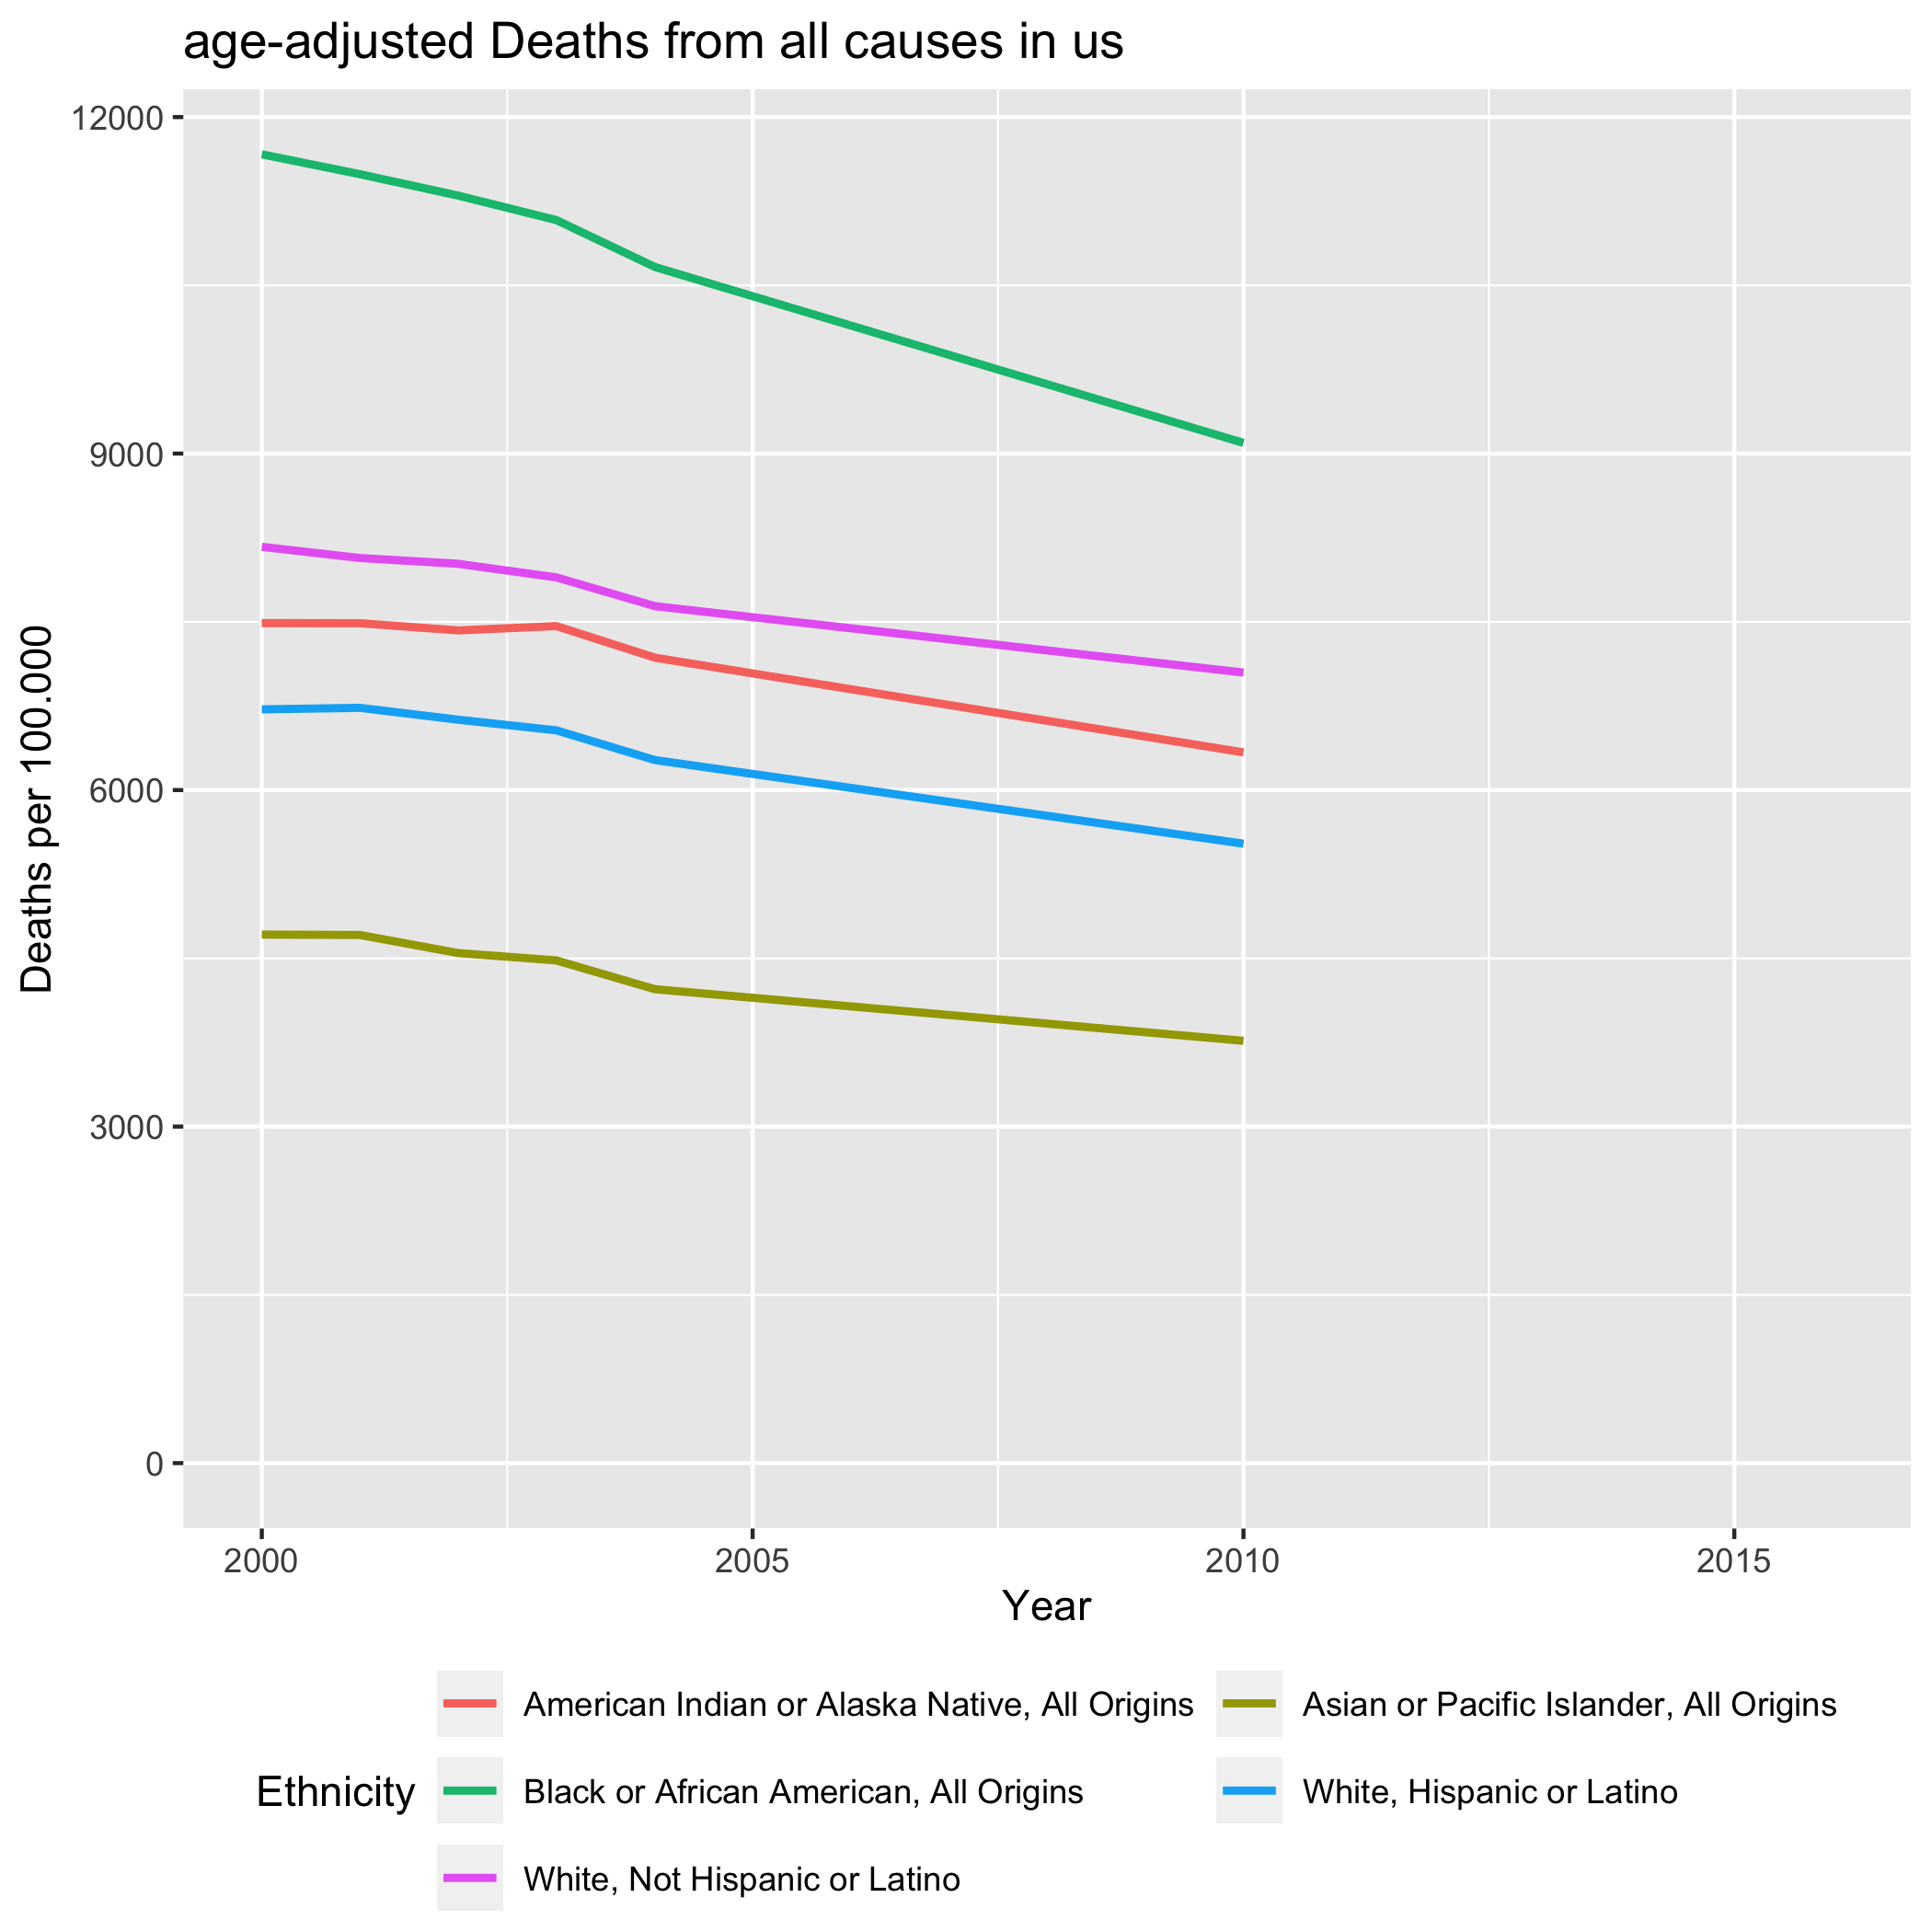 age-adjusted Deaths from all causes in us
12000
9000
6000
3000
0
Deaths per 100.000
2000 2005 2010 2015
Year
Ethnicity
American Indian or Alaska Native, All Origins
Asian or Pacific Islander, All Origins
Black or African American, All Origins
White, Hispanic or Latino
White, Not Hispanic or Latino